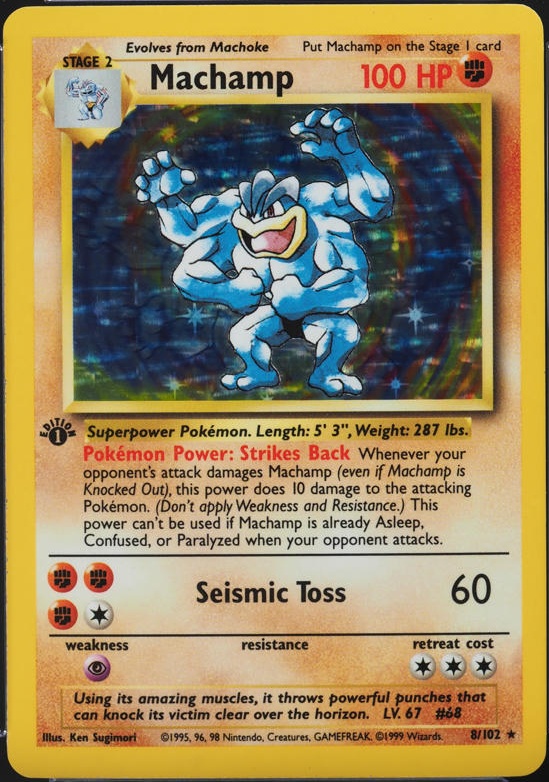 Evolves from Machoke
Put Machamp on the Stage 1 card
STAGE 2
Machamp
100 HP
EDITION
1
Superpower Pokémon. Length: 5' 3", Weight: 287 lbs.
Pokémon Power: Strikes Back Whenever your
opponent's attack damages Machamp (even if Machamp is
Knocked Out), this power does 10 damage to the attacking
Pokémon. (Don't apply Weakness and Resistance.) This
power can't be used if Machamp is already Asleep,
Confused, or Paralyzed when your opponent attacks.
Seismic Toss
60
weakness
resistance
retreat cost
Using its amazing muscles, it throws powerful punches that
can knock its victim clear over the horizon. LV. 67 #68
Illus. Ken Sugimori
©1995, 96, 98 Nintendo, Creatures, GAMEFREAK. ©1999 Wizards.
8/102 ★